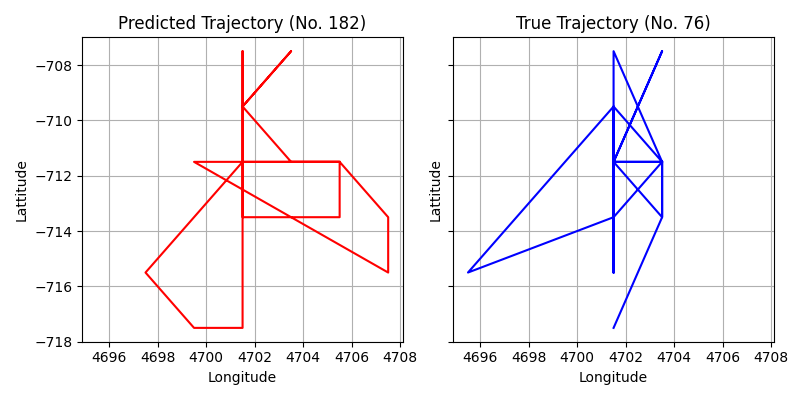 Predicted Trajectory (No. 182)
True Trajectory (No. 76)
−708
−710
−712
−714
−716
−718
Lattitude
Lattitude
4696 4698 4700 4702 4704 4706 4708
4696 4698 4700 4702 4704 4706 4708
Longitude
Longitude